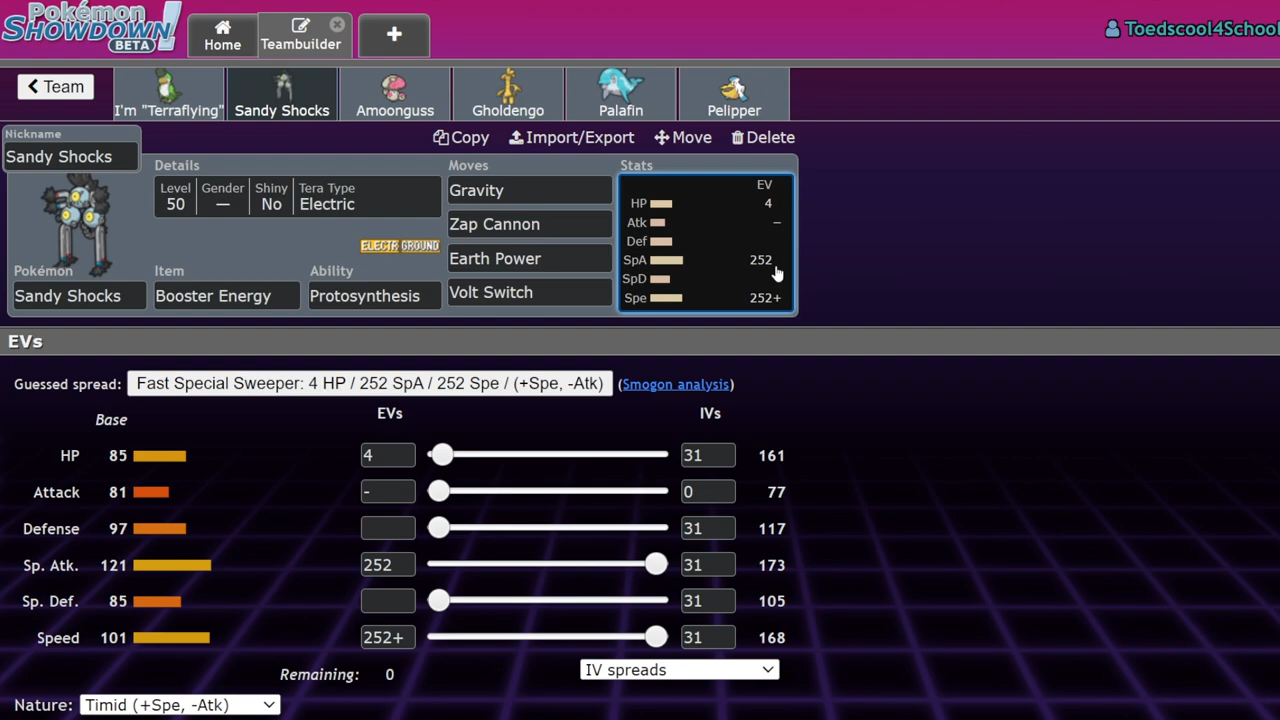 Pokémon
SHOWDOWN!
BETA
Home
Teambuilder
+
Toedscool4School
Team
I'm "Terraflying"
Sandy Shocks
Amoonguss
Gholdengo
Palafin
Pelipper
Copy
Import/Export
Move
Delete
Nickname
Sandy Shocks
Details
Level
50
Gender
—
Shiny
No
Tera Type
Electric
ELECTR
GROUND
Pokémon
Sandy Shocks
Item
Booster Energy
Ability
Protosynthesis
Moves
Gravity
Zap Cannon
Earth Power
Volt Switch
Stats
EV
HP 4
Atk –
Def
SpA 252
SpD
Spe 252+
EVs
Guessed spread: Fast Special Sweeper: 4 HP / 252 SpA / 252 Spe / (+Spe, -Atk) (Smogon analysis)
Base EVs IVs
HP 85 4 31 161
Attack 81 - 0 77
Defense 97 31 117
Sp. Atk. 121 252 31 173
Sp. Def. 85 31 105
Speed 101 252+ 31 168
Remaining: 0
IV spreads
Nature: Timid (+Spe, -Atk)